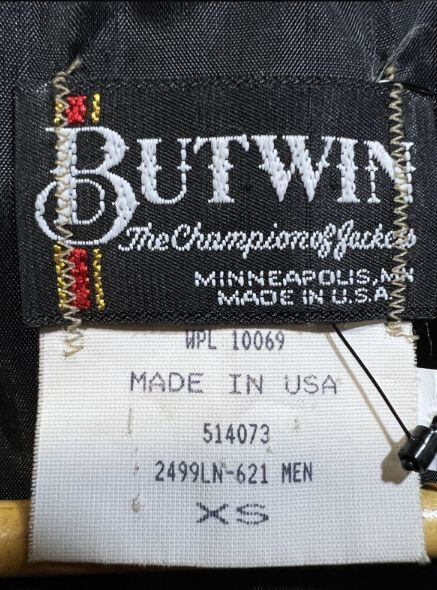 BUTWIN
The Champion of Jackets
MINNEAPOLIS, MN
MADE IN U.S.A.
WPL 10069
MADE IN USA
514073
2499LN-621 MEN
XS